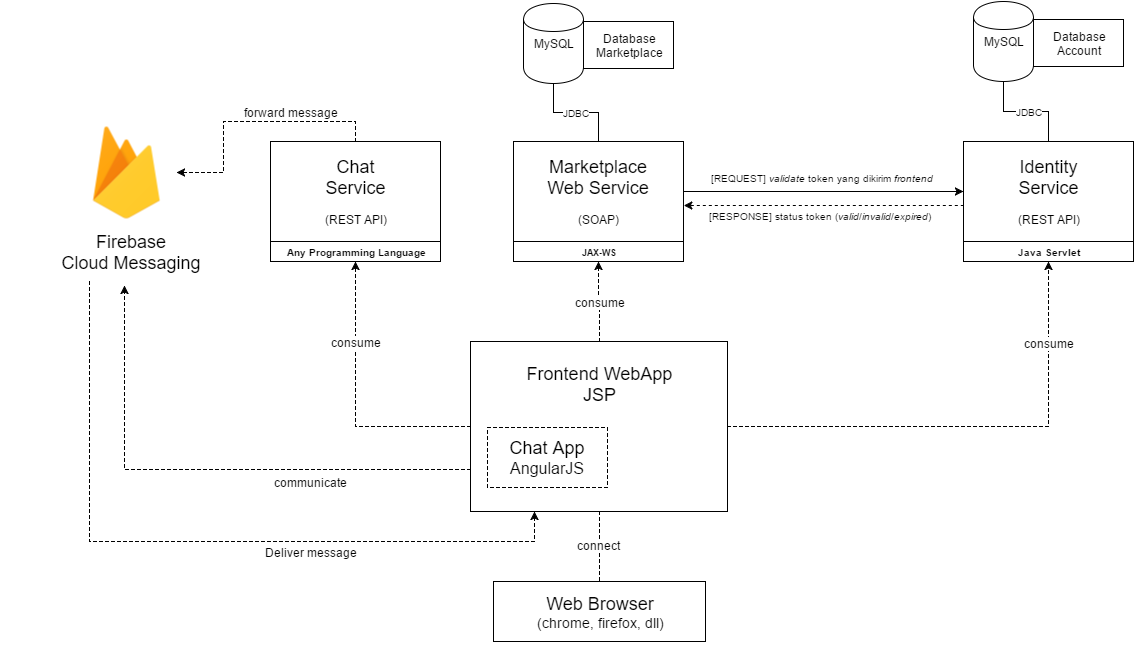 MySQL
Database
Marketplace
MySQL
Database
Account
JDBC
JDBC
forward message
Chat
Service
(REST API)
Any Programming Language
Marketplace
Web Service
(SOAP)
JAX-WS
[REQUEST] validate token yang dikirim frontend
[RESPONSE] status token (valid/invalid/expired)
Identity
Service
(REST API)
Java Servlet
Firebase
Cloud Messaging
consume
consume
consume
Frontend WebApp
JSP
Chat App
AngularJS
communicate
Deliver message
connect
Web Browser
(chrome, firefox, dll)